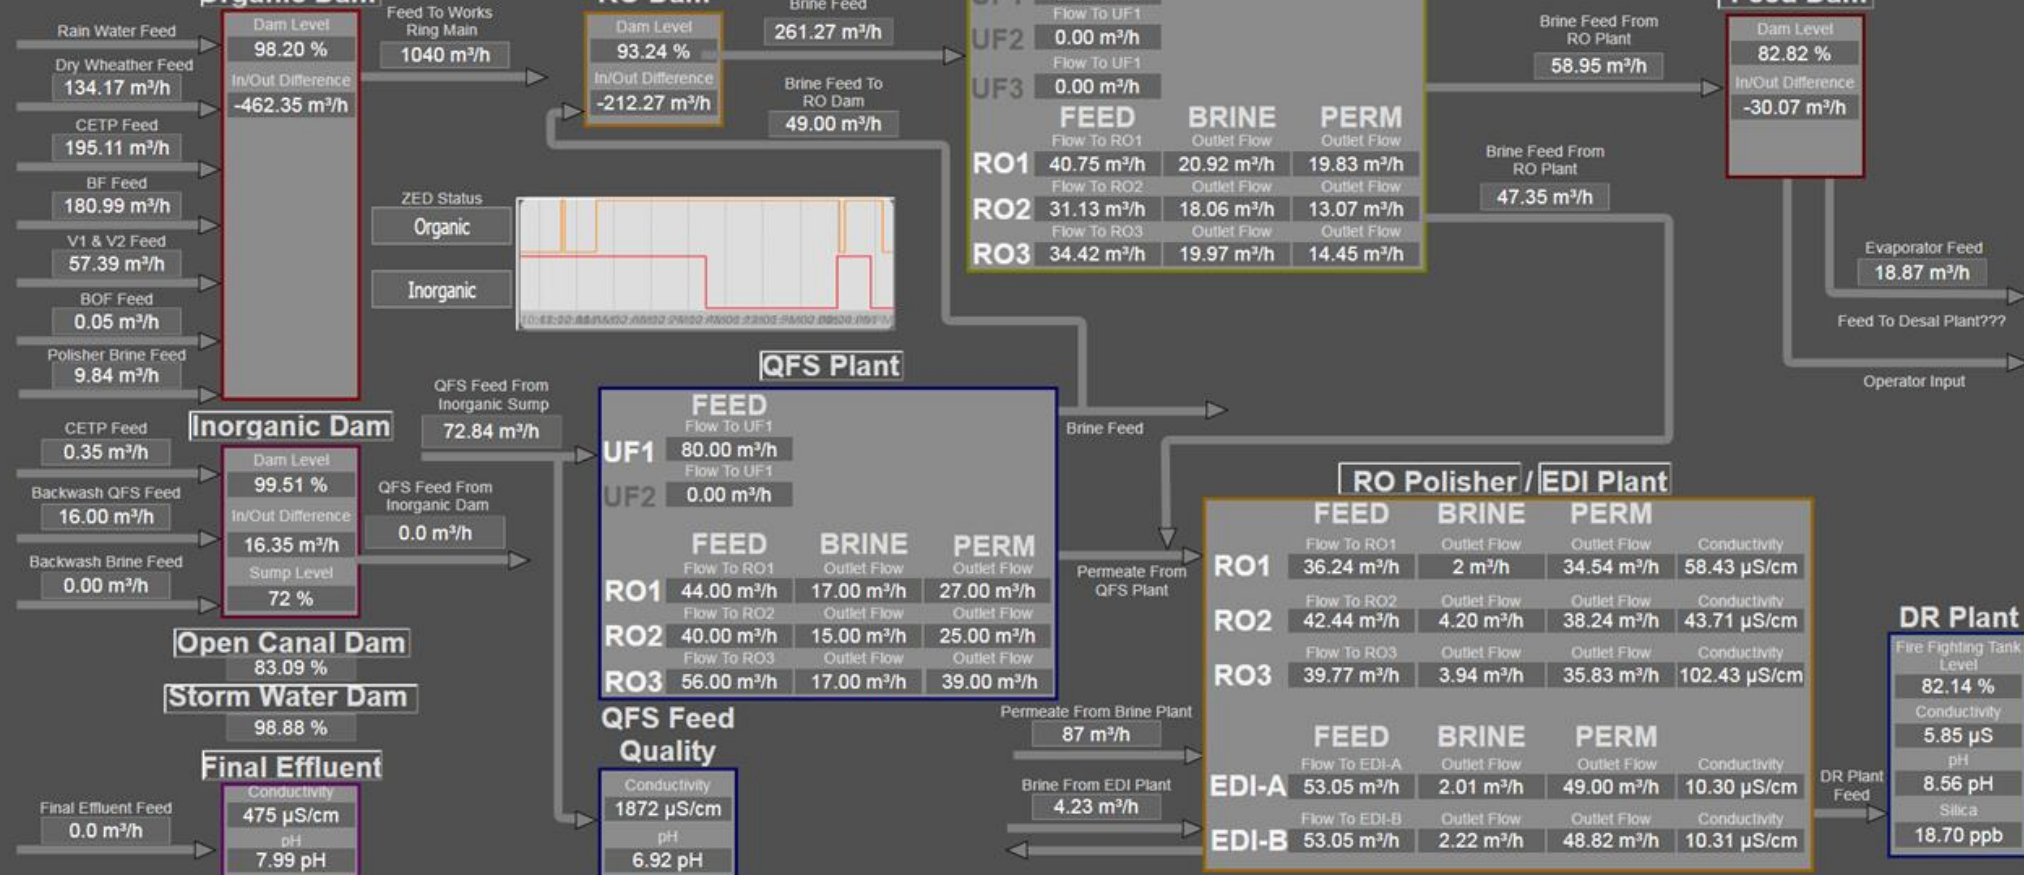 Organic Dam
Rain Water Feed
Dry Wheather Feed
134.17 m³/h
CETP Feed
195.11 m³/h
BF Feed
180.99 m³/h
V1 & V2 Feed
57.39 m³/h
BOF Feed
0.05 m³/h
Polisher Brine Feed
9.84 m³/h
Dam Level
98.20 %
In/Out Difference
-462.35 m³/h
Feed To Works
Ring Main
1040 m³/h
RO Dam
Dam Level
93.24 %
In/Out Difference
-212.27 m³/h
Brine Feed
261.27 m³/h
Brine Feed To
RO Dam
49.00 m³/h
ZED Status
Organic
Inorganic
UF1
Flow To UF1
UF2 0.00 m³/h
Flow To UF1
UF3 0.00 m³/h
FEED BRINE PERM
Flow To RO1 Outlet Flow Outlet Flow
RO1 40.75 m³/h 20.92 m³/h 19.83 m³/h
Flow To RO2 Outlet Flow Outlet Flow
RO2 31.13 m³/h 18.06 m³/h 13.07 m³/h
Flow To RO3 Outlet Flow Outlet Flow
RO3 34.42 m³/h 19.97 m³/h 14.45 m³/h
Brine Feed From
RO Plant
58.95 m³/h
Brine Feed From
RO Plant
47.35 m³/h
Feed Dam
Dam Level
82.82 %
In/Out Difference
-30.07 m³/h
Evaporator Feed
18.87 m³/h
Feed To Desal Plant???
Operator Input
Inorganic Dam
CETP Feed
0.35 m³/h
Backwash QFS Feed
16.00 m³/h
Backwash Brine Feed
0.00 m³/h
Dam Level
99.51 %
In/Out Difference
16.35 m³/h
Sump Level
72 %
QFS Feed From
Inorganic Sump
72.84 m³/h
QFS Feed From
Inorganic Dam
0.0 m³/h
Open Canal Dam
83.09 %
Storm Water Dam
98.88 %
Final Effluent
Final Effluent Feed
0.0 m³/h
Conductivity
475 µS/cm
pH
7.99 pH
QFS Plant
FEED
Flow To UF1
UF1 80.00 m³/h
Flow To UF1
UF2 0.00 m³/h
FEED BRINE PERM
Flow To RO1 Outlet Flow Outlet Flow
RO1 44.00 m³/h 17.00 m³/h 27.00 m³/h
Flow To RO2 Outlet Flow Outlet Flow
RO2 40.00 m³/h 15.00 m³/h 25.00 m³/h
Flow To RO3 Outlet Flow Outlet Flow
RO3 56.00 m³/h 17.00 m³/h 39.00 m³/h
Brine Feed
Permeate From
QFS Plant
QFS Feed
Quality
Conductivity
1872 µS/cm
pH
6.92 pH
Permeate From Brine Plant
87 m³/h
Brine From EDI Plant
4.23 m³/h
RO Polisher / EDI Plant
FEED BRINE PERM
Flow To RO1 Outlet Flow Outlet Flow Conductivity
RO1 36.24 m³/h 2 m³/h 34.54 m³/h 58.43 µS/cm
Flow To RO2 Outlet Flow Outlet Flow Conductivity
RO2 42.44 m³/h 4.20 m³/h 38.24 m³/h 43.71 µS/cm
Flow To RO3 Outlet Flow Outlet Flow Conductivity
RO3 39.77 m³/h 3.94 m³/h 35.83 m³/h 102.43 µS/cm
FEED BRINE PERM
Flow To EDI-A Outlet Flow Outlet Flow Conductivity
EDI-A 53.05 m³/h 2.01 m³/h 49.00 m³/h 10.30 µS/cm
Flow To EDI-B Outlet Flow Outlet Flow Conductivity
EDI-B 53.05 m³/h 2.22 m³/h 48.82 m³/h 10.31 µS/cm
DR Plant
Feed
DR Plant
Fire Fighting Tank
Level
82.14 %
Conductivity
5.85 µS
pH
8.56 pH
Silica
18.70 ppb